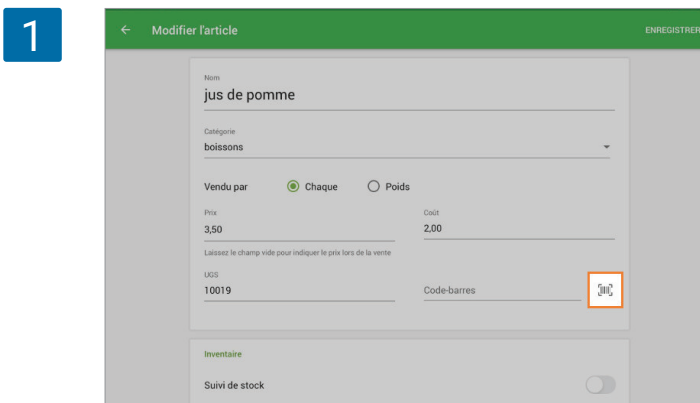 1
Modifier l'article
ENREGISTRER
Nom
jus de pomme
Catégorie
boissons
Vendu par Chaque Poids
Prix Coût
3,50 2,00
Laissez le champ vide pour indiquer le prix lors de la vente
UGS
10019 Code-barres
Inventaire
Suivi de stock